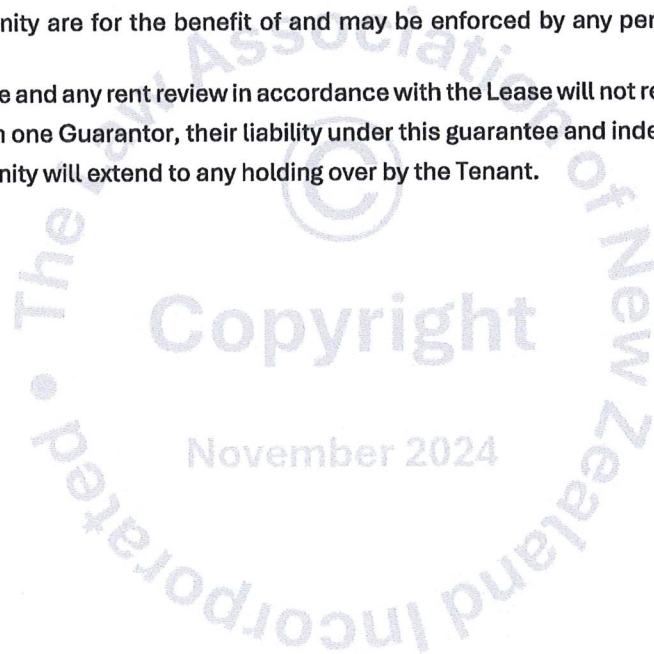 nity are for the benefit of and may be enforced by any per
e and any rent review in accordance with the Lease will not re
n one Guarantor, their liability under this guarantee and inde
nity will extend to any holding over by the Tenant.
The Law Association of New Zealand Incorporated
©
Copyright
November 2024